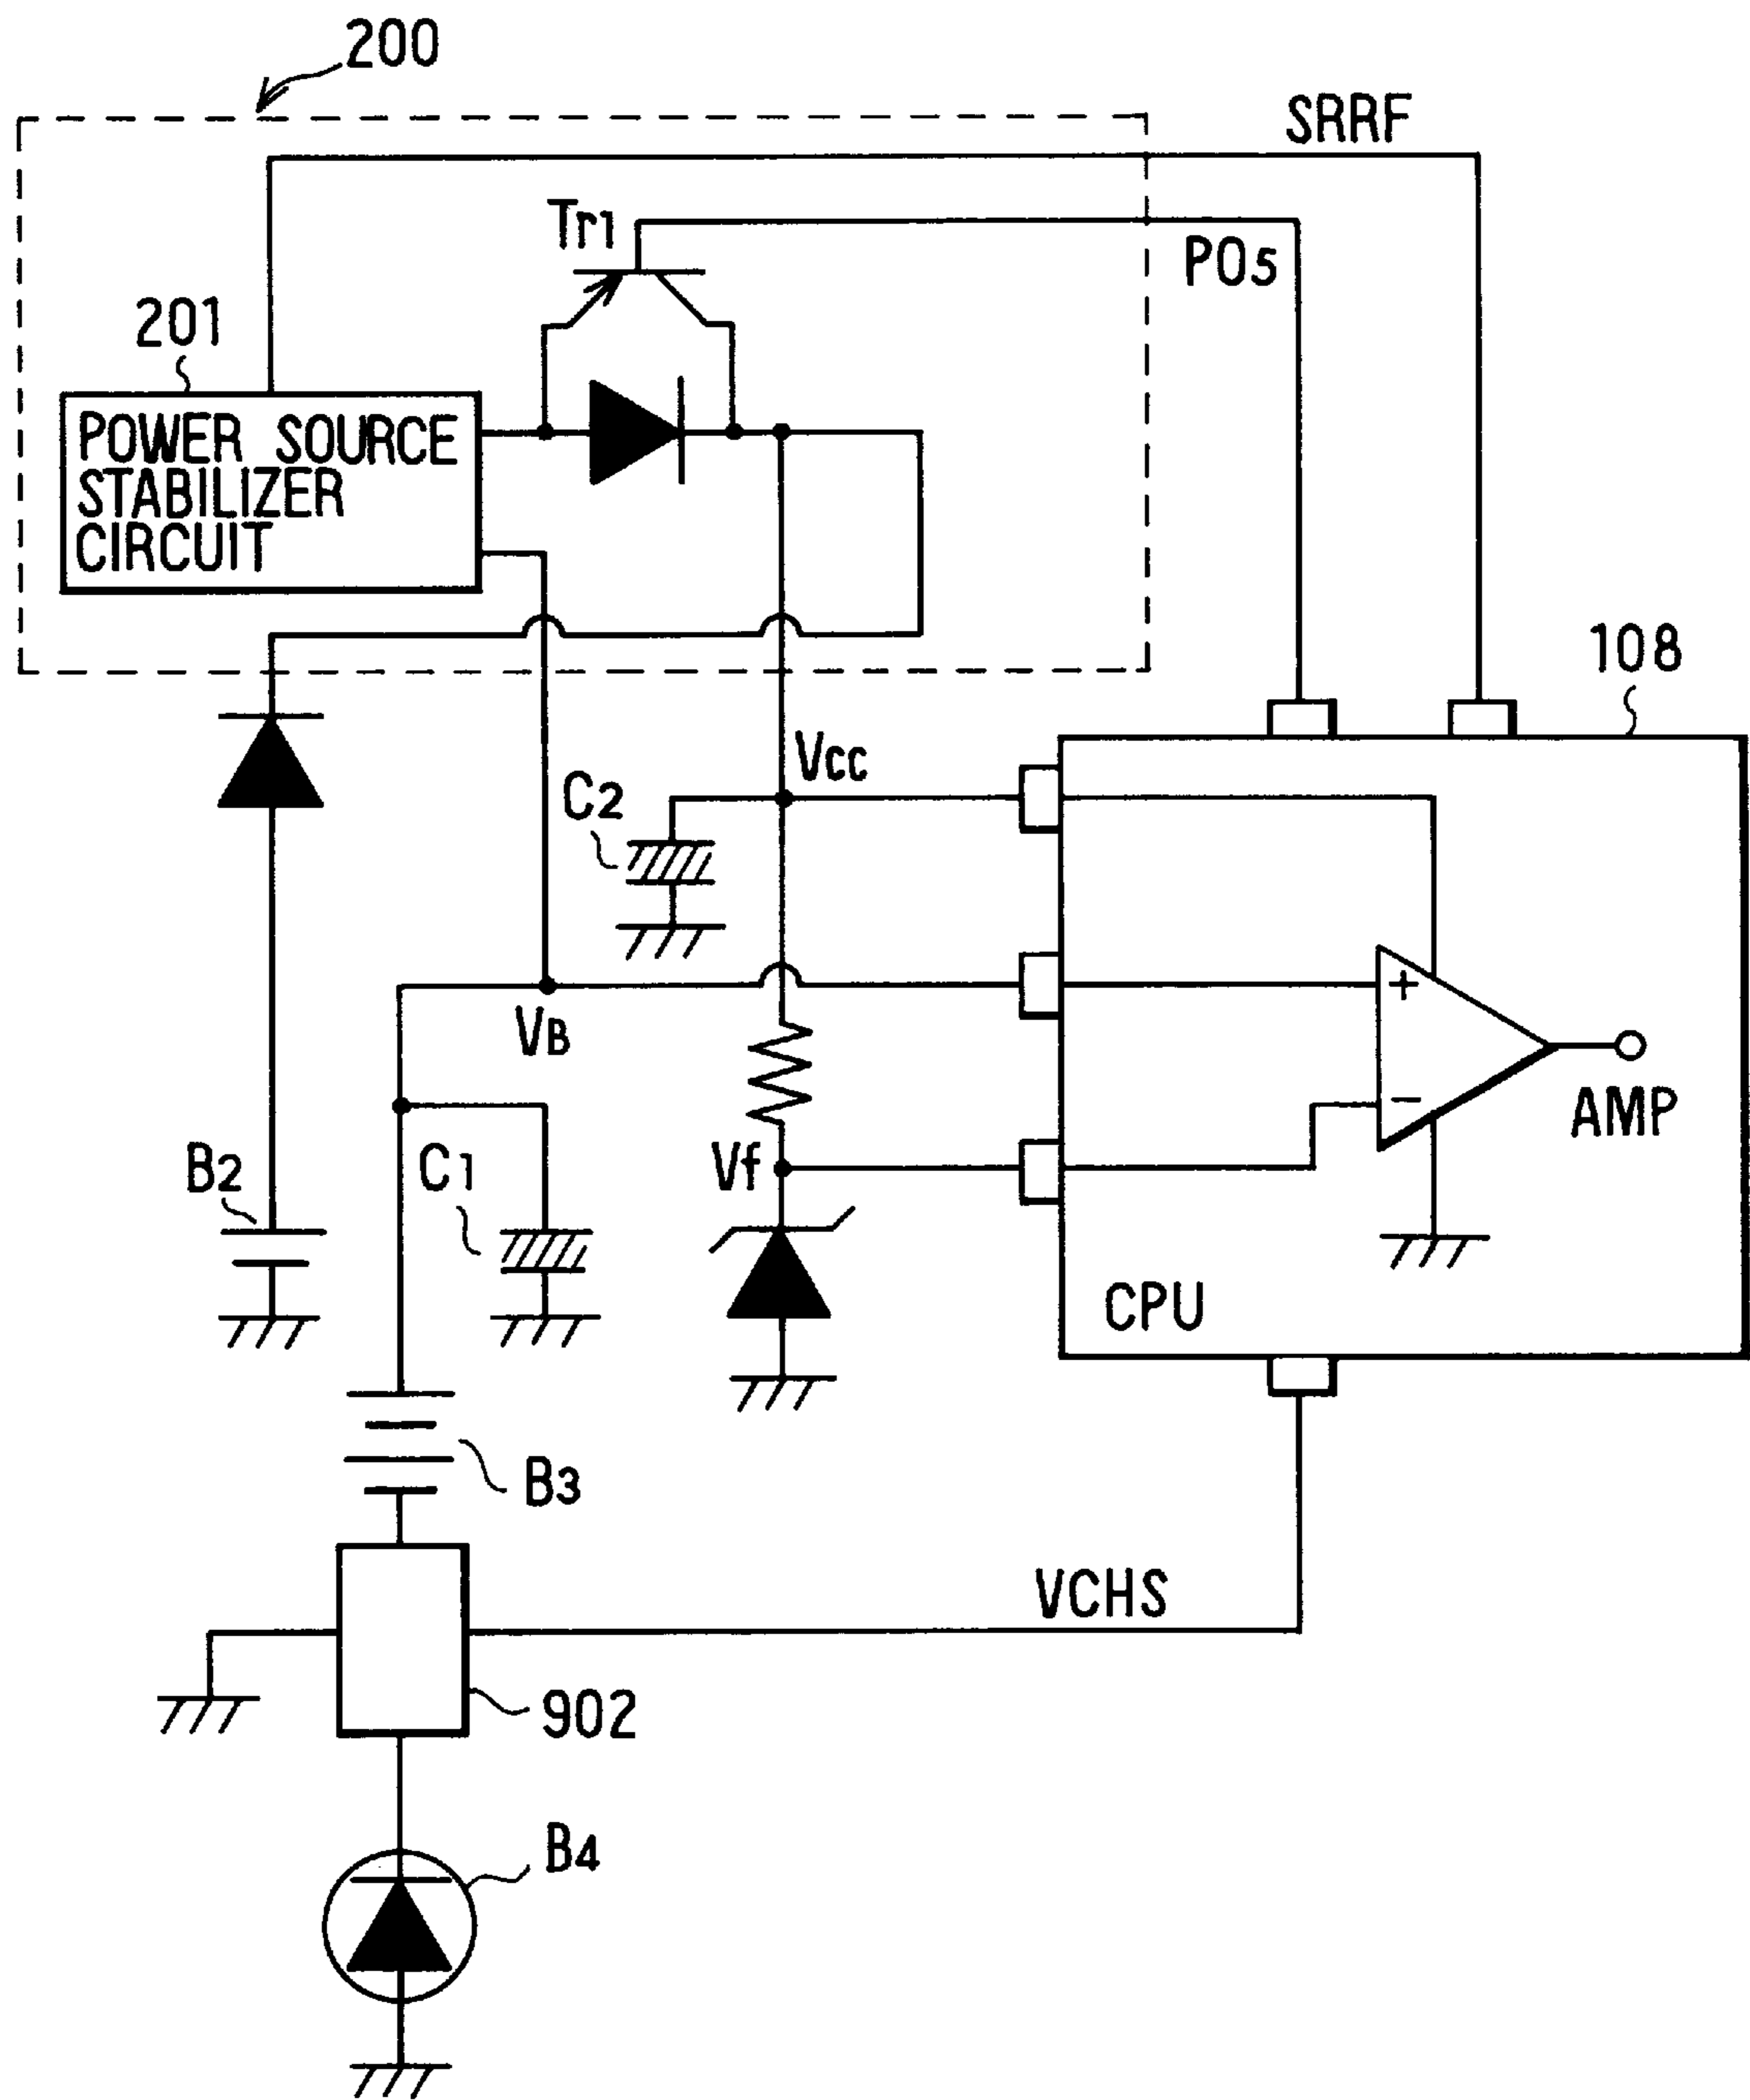 200
SRRF
Tr1
PO5
201
POWER SOURCE
STABILIZER
CIRCUIT
108
Vcc
C2
+
VB
AMP
−
B2
C1
Vf
CPU
B3
VCHS
902
B4